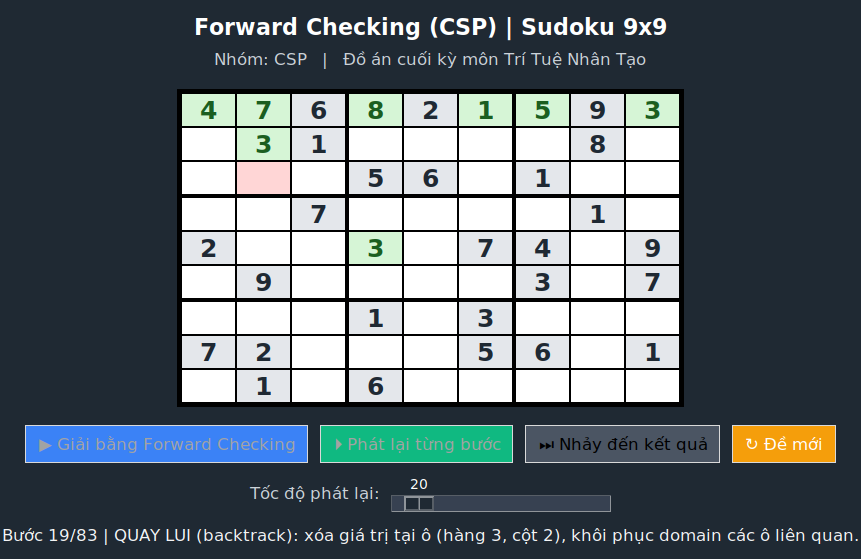 Forward Checking (CSP) | Sudoku 9x9
Nhóm: CSP | Đồ án cuối kỳ môn Trí Tuệ Nhân Tạo
4 7 6 8 2 1 5 9 3
3 1 8
5 6 1
7 1
2 3 7 4 9
9 3 7
1 3
7 2 5 6 1
1 6
▶ Giải bằng Forward Checking ⏵ Phát lại từng bước ⏭ Nhảy đến kết quả ↻ Đề mới
20
Tốc độ phát lại:
Bước 19/83 | QUAY LUI (backtrack): xóa giá trị tại ô (hàng 3, cột 2), khôi phục domain các ô liên quan.